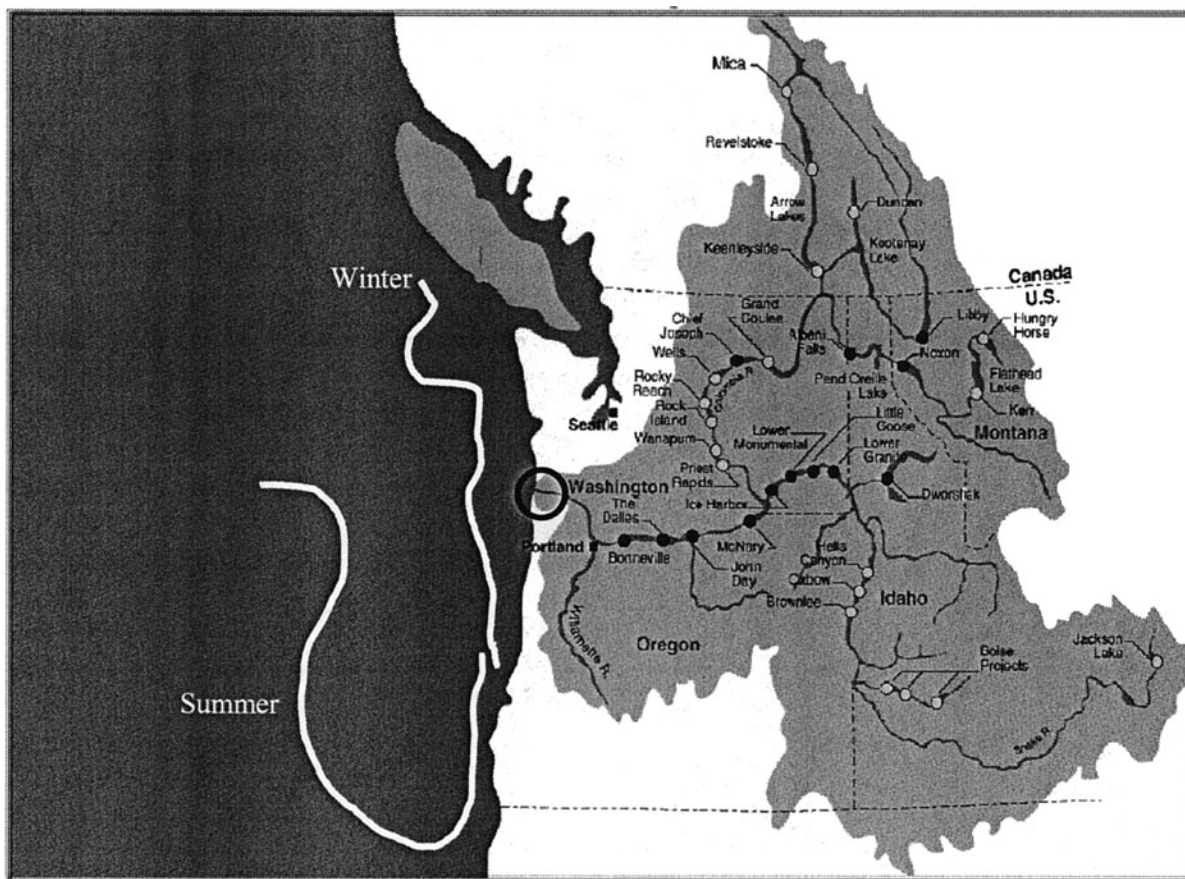 Mica
Revelstoke
Arrow
Lakes
Duncan
Keenleyside
Kootenay
Lake
Canada
U.S.
Winter
Grand
Coulee
Chief
Joseph
Albeni
Falls
Libby
Hungry
Horse
Wells
Noxon
Columbia R.
Pend Oreille
Lake
Flathead
Lake
Rocky
Reach
Rock
Island
Kerr
Seattle
Wanapum
Lower
Monumental
Little
Goose
Lower
Granite
Montana
Priest
Rapids
Washington
Ice Harbor
Dworshak
The
Dalles
Portland
Bonneville
McNary
John
Day
Hells
Canyon
Oxbow
Brownlee
Idaho
Willamette R.
Oregon
Boise
Projects
Jackson
Lake
Summer
Snake R.